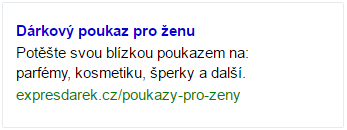 Dárkový poukaz pro ženu
Potěšte svou blízkou poukazem na:
parfémy, kosmetiku, šperky a další.
expresdarek.cz/poukazy-pro-zeny